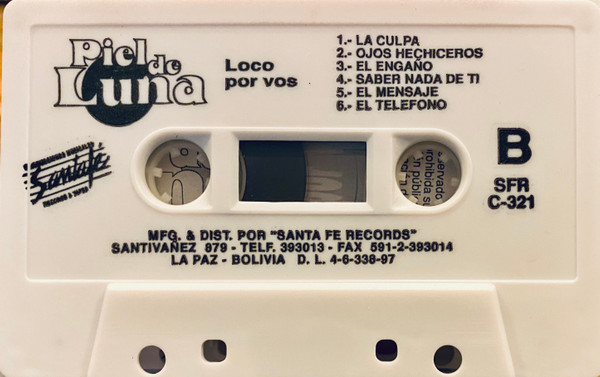 Piel de Luna
Loco
por vos
1.- LA CULPA
2.- OJOS HECHICEROS
3.- EL ENGAÑO
4.- SABER NADA DE TI
5.- EL MENSAJE
6.- EL TELEFONO
Santa Fe
RECORDS & TAPES
B
SFR
C-321
MFG. & DIST. POR "SANTA FE RECORDS"
SANTIVAÑEZ 879 - TELF. 393013 - FAX 591-2-393014
LA PAZ - BOLIVIA D. L. 4-6-338-97